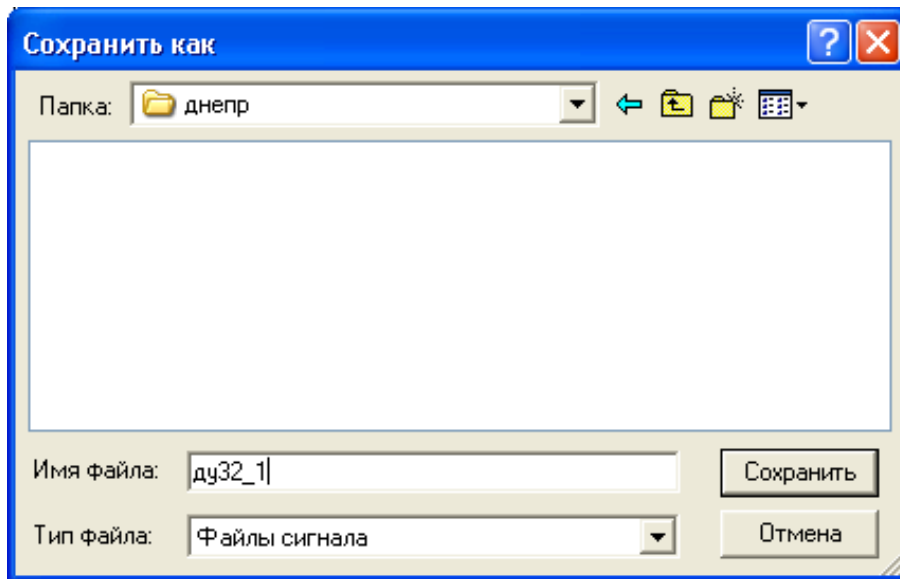 Сохранить как
Папка: днепр
Имя файла: ду32_1
Сохранить
Тип файла: Файлы сигнала
Отмена